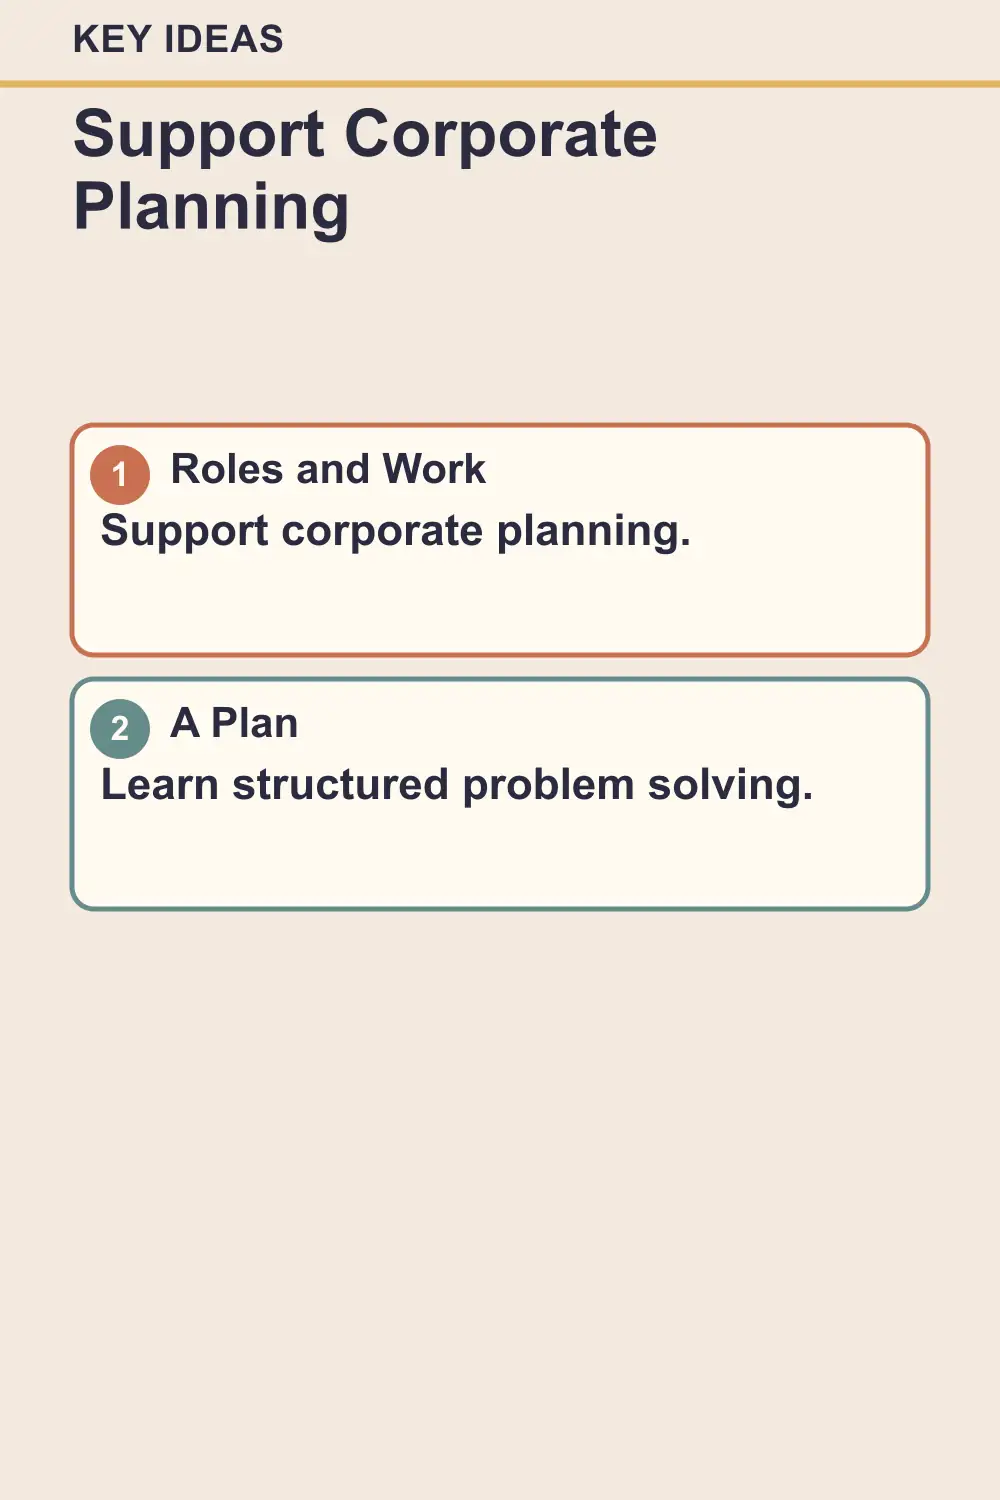 KEY IDEAS
Support Corporate
Planning
1 Roles and Work
Support corporate planning.
2 A Plan
Learn structured problem solving.